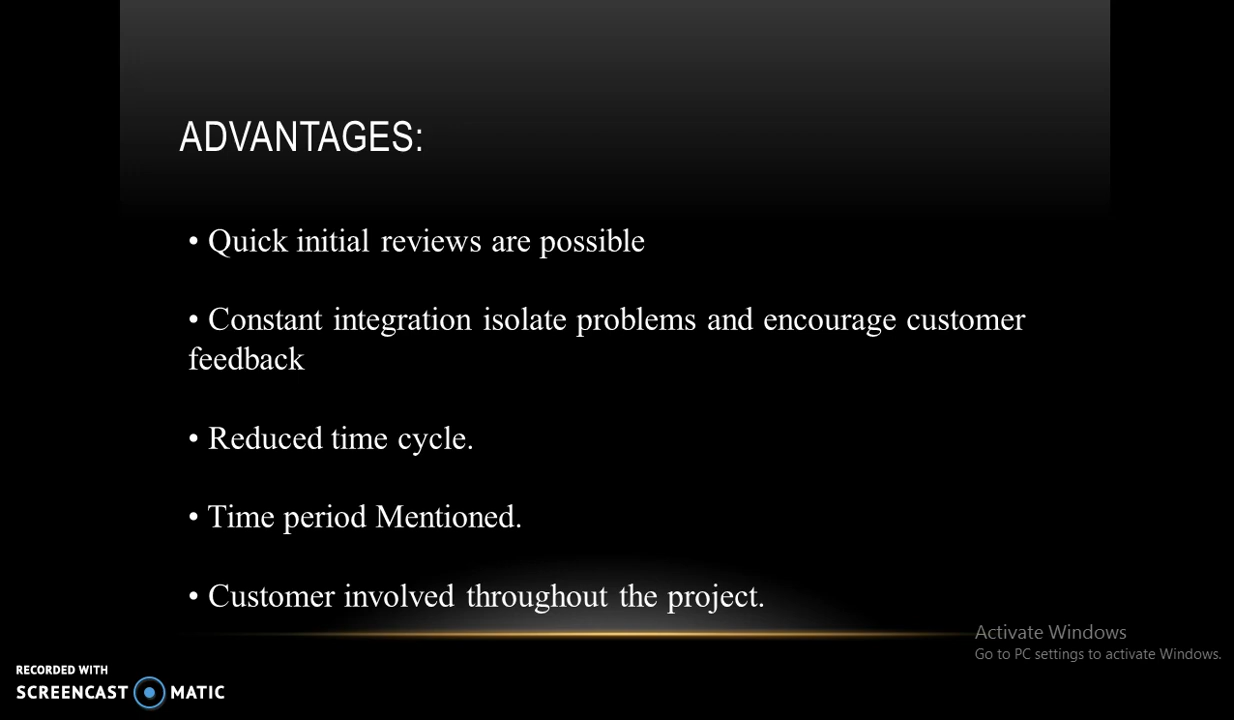 ADVANTAGES:
• Quick initial reviews are possible
• Constant integration isolate problems and encourage customer
feedback
• Reduced time cycle.
• Time period Mentioned.
• Customer involved throughout the project.
Activate Windows
Go to PC settings to activate Windows.
RECORDED WITH
SCREENCAST MATIC